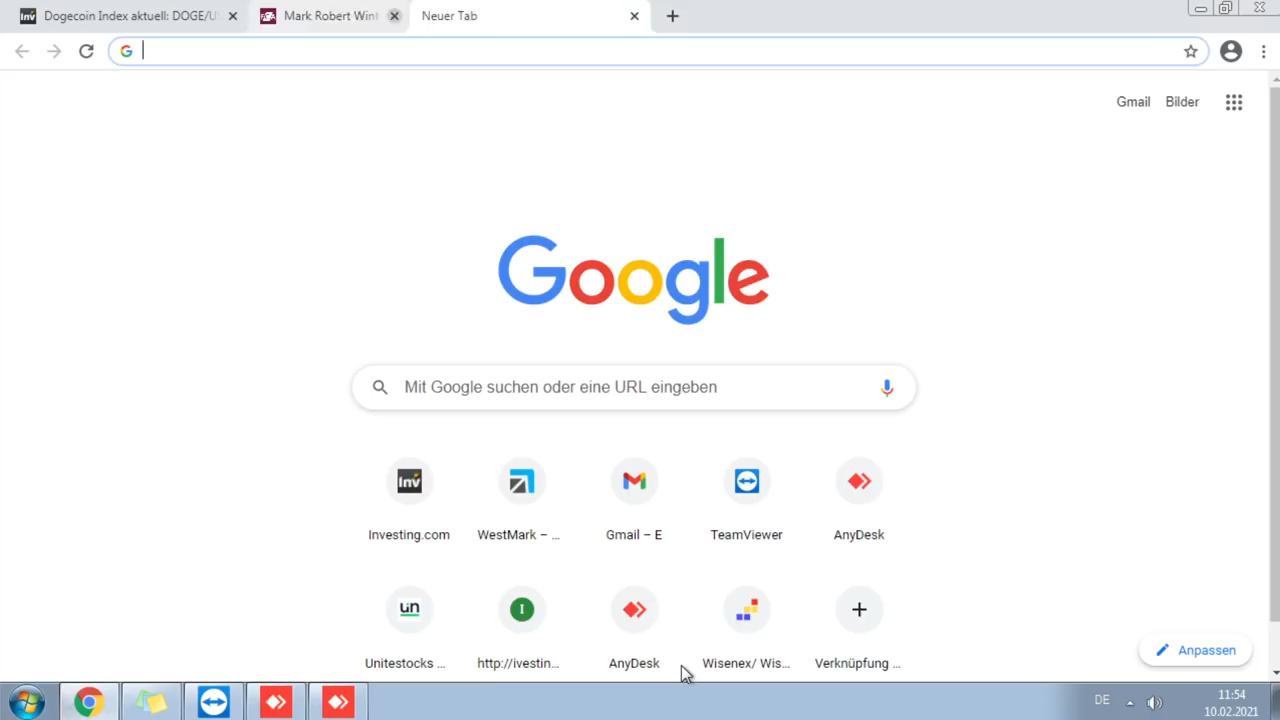 Inv Dogecoin Index aktuell: DOGE/U
Mark Robert Wint
Neuer Tab
Gmail Bilder
Google
Mit Google suchen oder eine URL eingeben
Inv
Investing.com WestMark – ... Gmail – E TeamViewer AnyDesk
un I
Unitestocks ... http://ivestin... AnyDesk Wisenex/ Wis... Verknüpfung ...
Anpassen
DE 11:54
10.02.2021